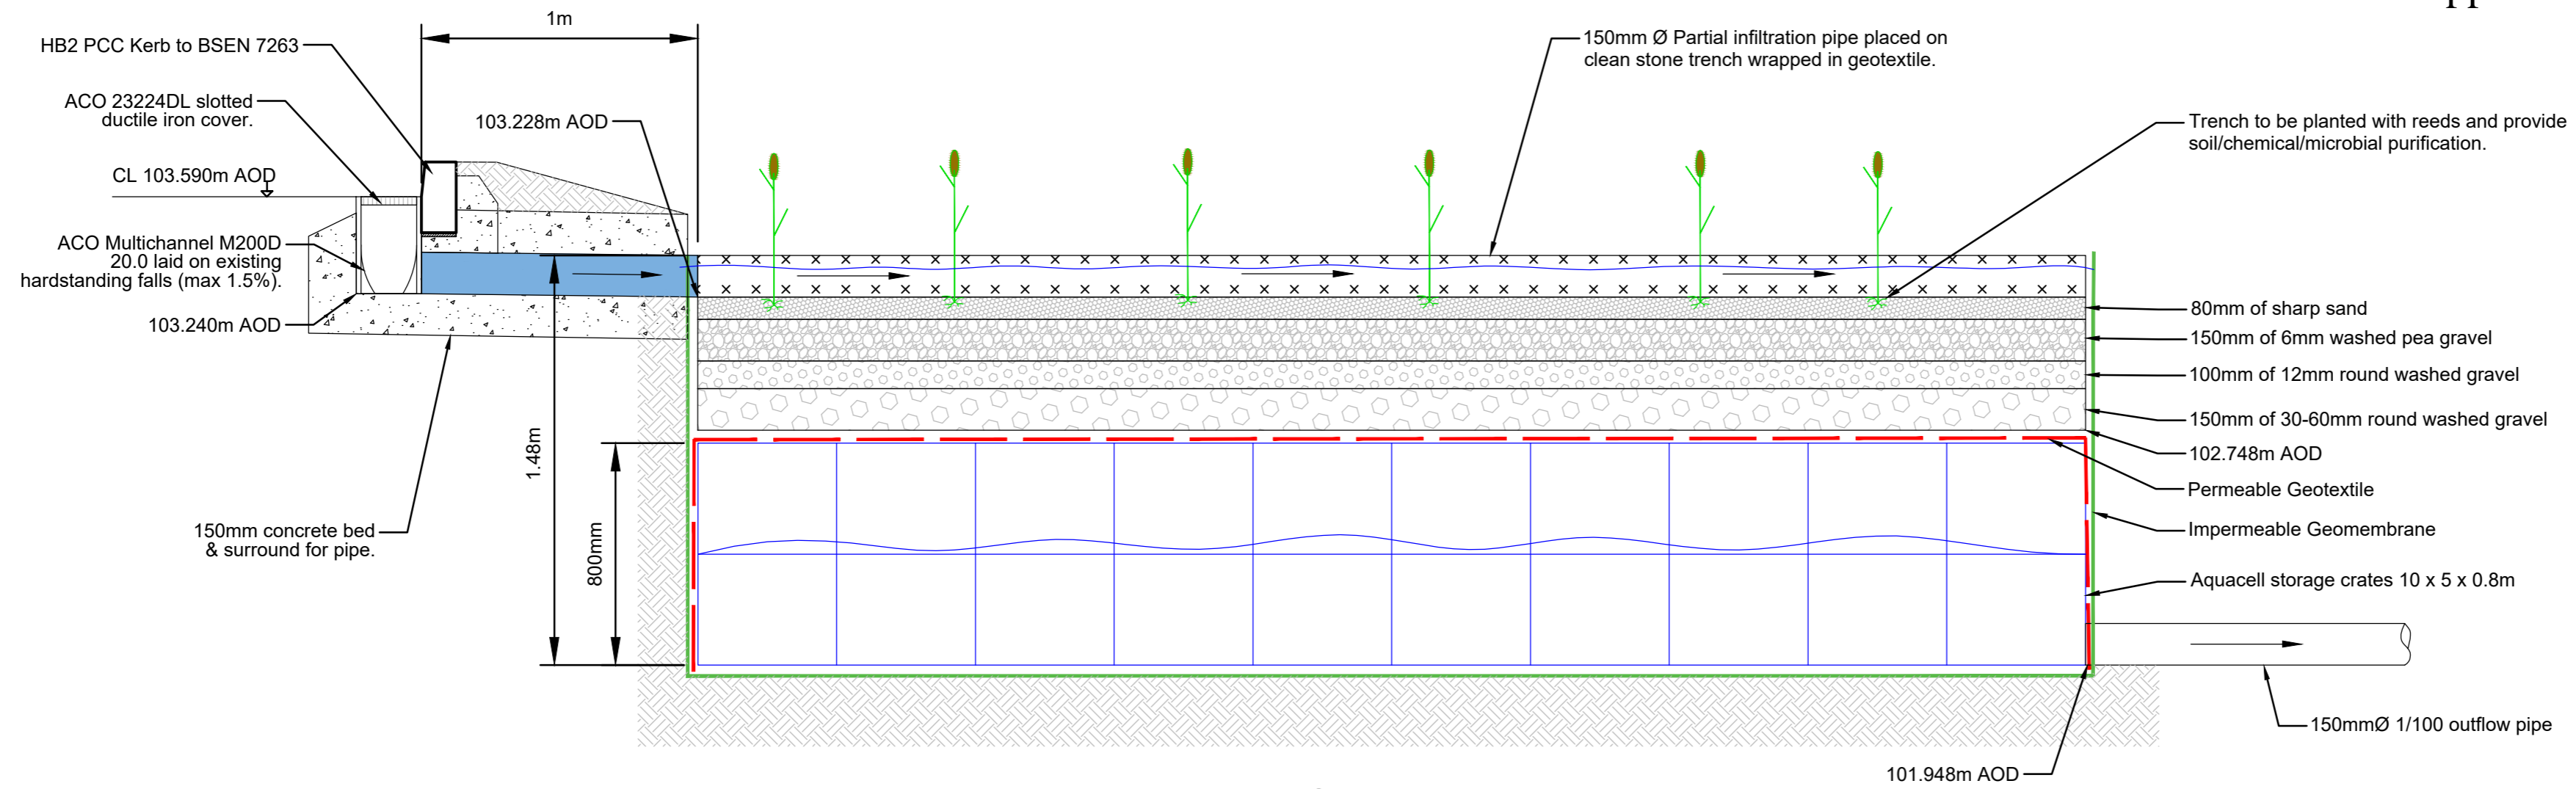 1m
HB2 PCC Kerb to BSEN 7263
ACO 23224DL slotted
ductile iron cover.
103.228m AOD
CL 103.590m AOD
ACO Multichannel M200D
20.0 laid on existing
hardstanding falls (max 1.5%).
103.240m AOD
150mm concrete bed
& surround for pipe.
1.48m
800mm
150mm Ø Partial infiltration pipe placed on
clean stone trench wrapped in geotextile.
Trench to be planted with reeds and provide
soil/chemical/microbial purification.
80mm of sharp sand
150mm of 6mm washed pea gravel
100mm of 12mm round washed gravel
150mm of 30-60mm round washed gravel
102.748m AOD
Permeable Geotextile
Impermeable Geomembrane
Aquacell storage crates 10 x 5 x 0.8m
150mmØ 1/100 outflow pipe
101.948m AOD